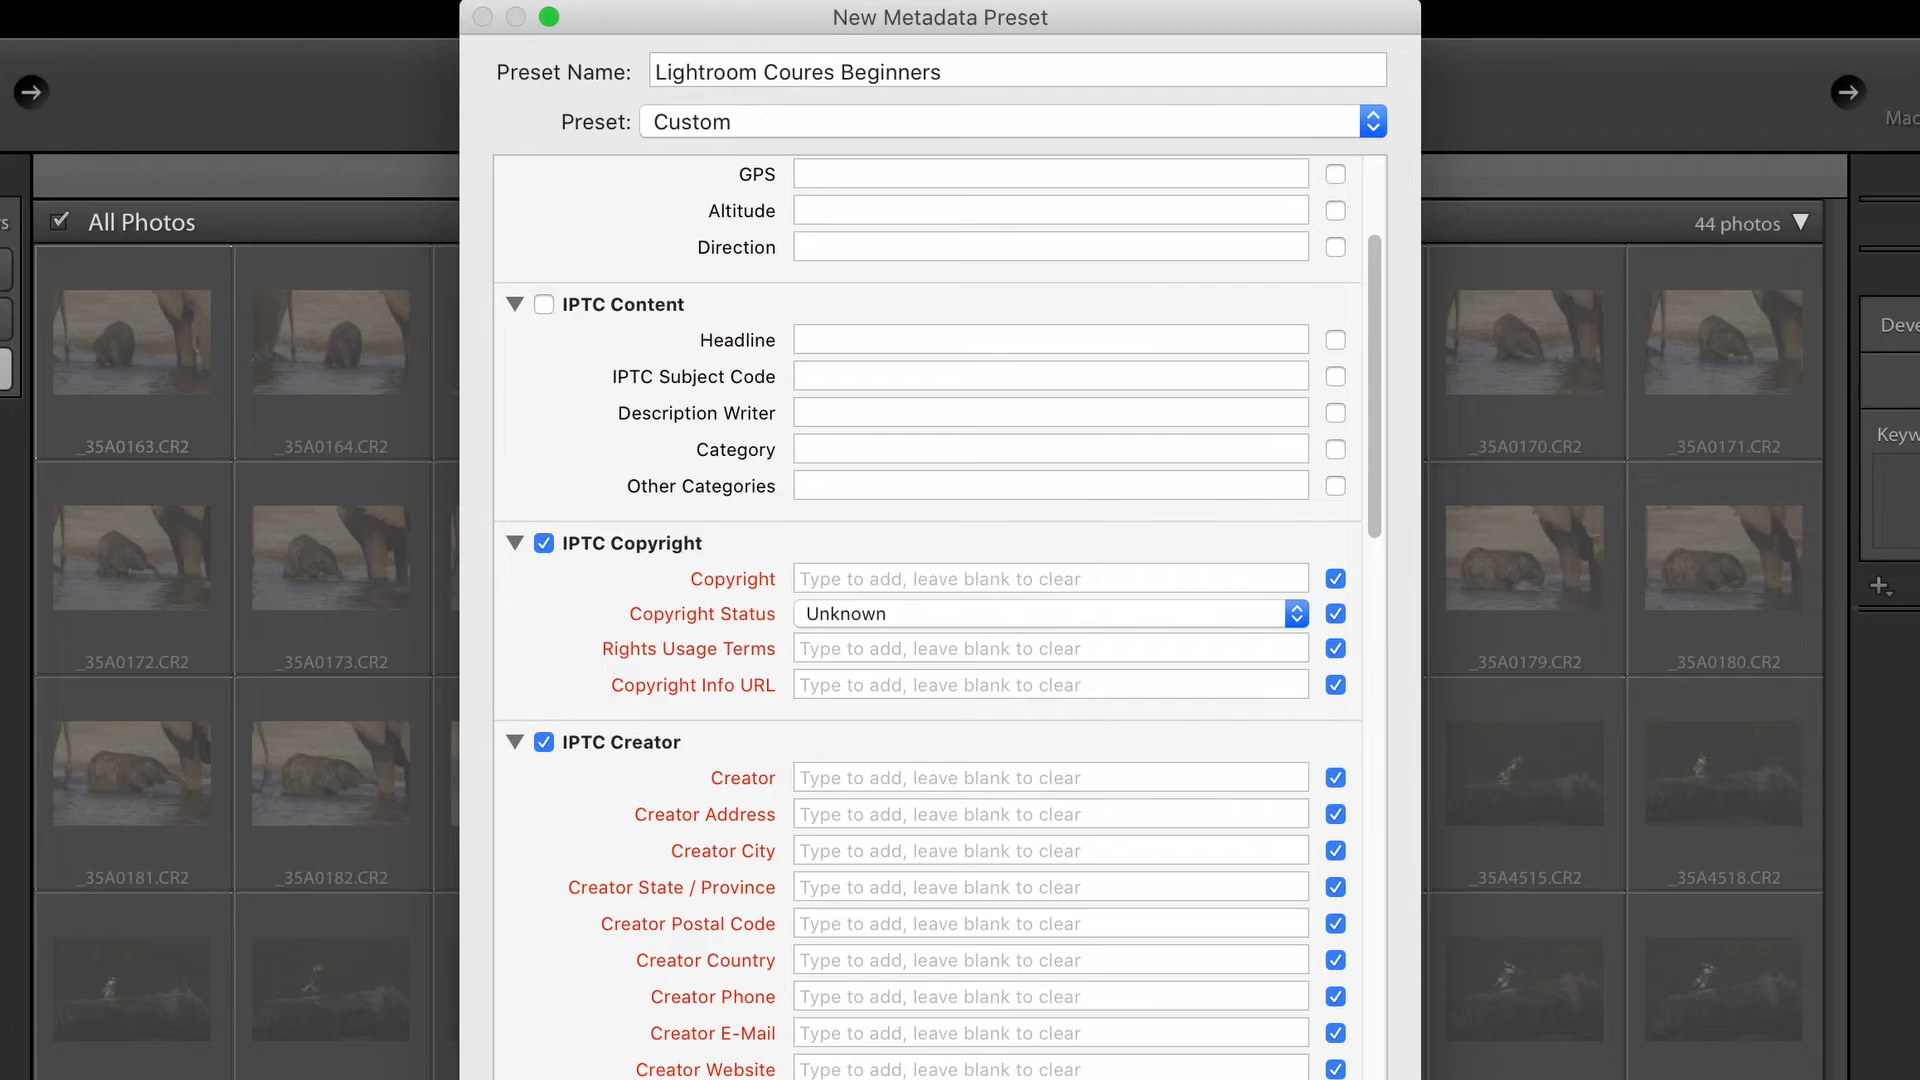 New Metadata Preset
Preset Name: Lightroom Coures Beginners
Preset: Custom
Mac
All Photos
44 photos
GPS
Altitude
Direction
IPTC Content
Headline
IPTC Subject Code
Description Writer
Category
Other Categories
IPTC Copyright
Copyright Type to add, leave blank to clear
Copyright Status Unknown
Rights Usage Terms Type to add, leave blank to clear
Copyright Info URL Type to add, leave blank to clear
IPTC Creator
Creator Type to add, leave blank to clear
Creator Address Type to add, leave blank to clear
Creator City Type to add, leave blank to clear
Creator State / Province Type to add, leave blank to clear
Creator Postal Code Type to add, leave blank to clear
Creator Country Type to add, leave blank to clear
Creator Phone Type to add, leave blank to clear
Creator E-Mail Type to add, leave blank to clear
Creator Website Type to add, leave blank to clear
_35A0163.CR2 _35A0164.CR2 _35A0170.CR2 _35A0171.CR2
_35A0172.CR2 _35A0173.CR2 _35A0179.CR2 _35A0180.CR2
_35A0181.CR2 _35A0182.CR2 _35A4515.CR2 _35A4518.CR2
Deve
Keyw